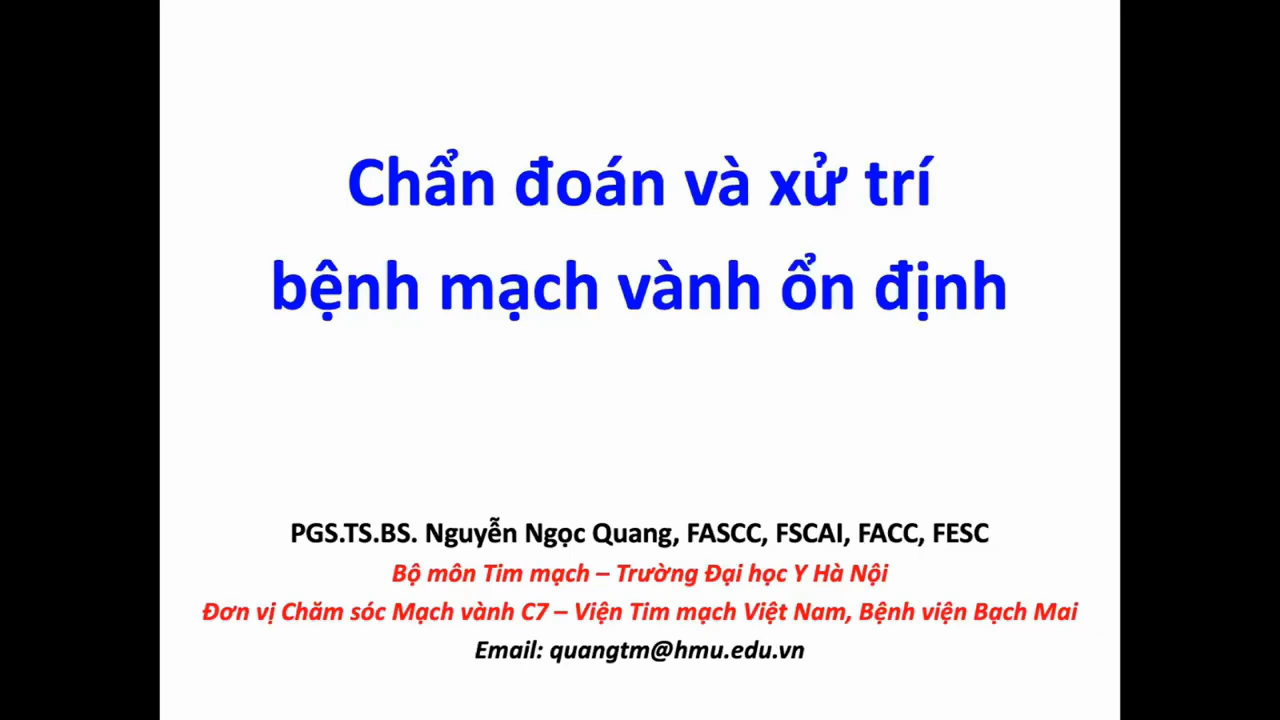 Chẩn đoán và xử trí
bệnh mạch vành ổn định
PGS.TS.BS. Nguyễn Ngọc Quang, FASCC, FSCAI, FACC, FESC
Bộ môn Tim mạch – Trường Đại học Y Hà Nội
Đơn vị Chăm sóc Mạch vành C7 – Viện Tim mạch Việt Nam, Bệnh viện Bạch Mai
Email: quangtm@hmu.edu.vn